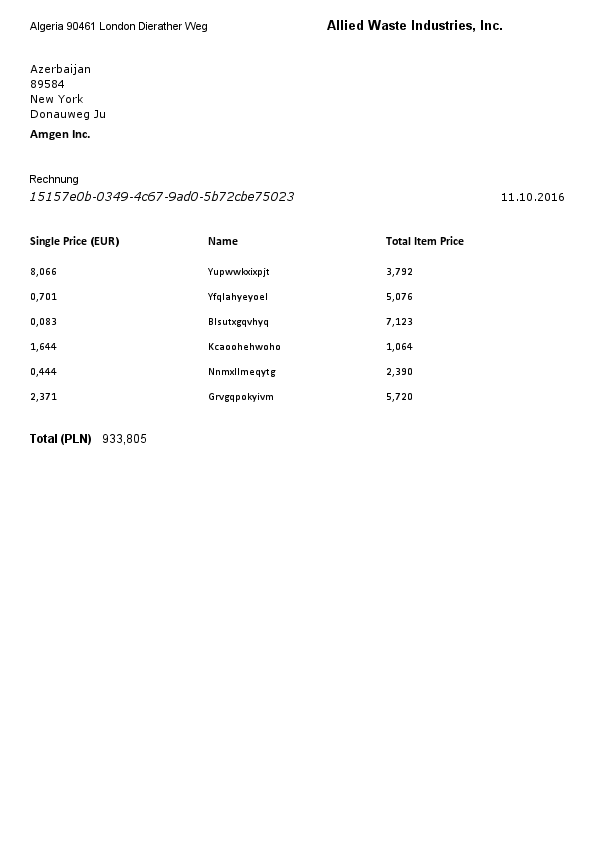 Algeria 90461 London Dierather Weg
Allied Waste Industries, Inc.
Azerbaijan
89584
New York
Donauweg Ju
Amgen Inc.
Rechnung
15157e0b-0349-4c67-9ad0-5b72cbe75023 11.10.2016
Single Price (EUR) Name Total Item Price
8,066 Yupwwkxixpjt 3,792
0,701 Yfqlahyeyoel 5,076
0,083 Blsutxgqvhyq 7,123
1,644 Kcaoohehwoho 1,064
0,444 Nnmxllmeqytg 2,390
2,371 Grvgqpokyivm 5,720
Total (PLN) 933,805